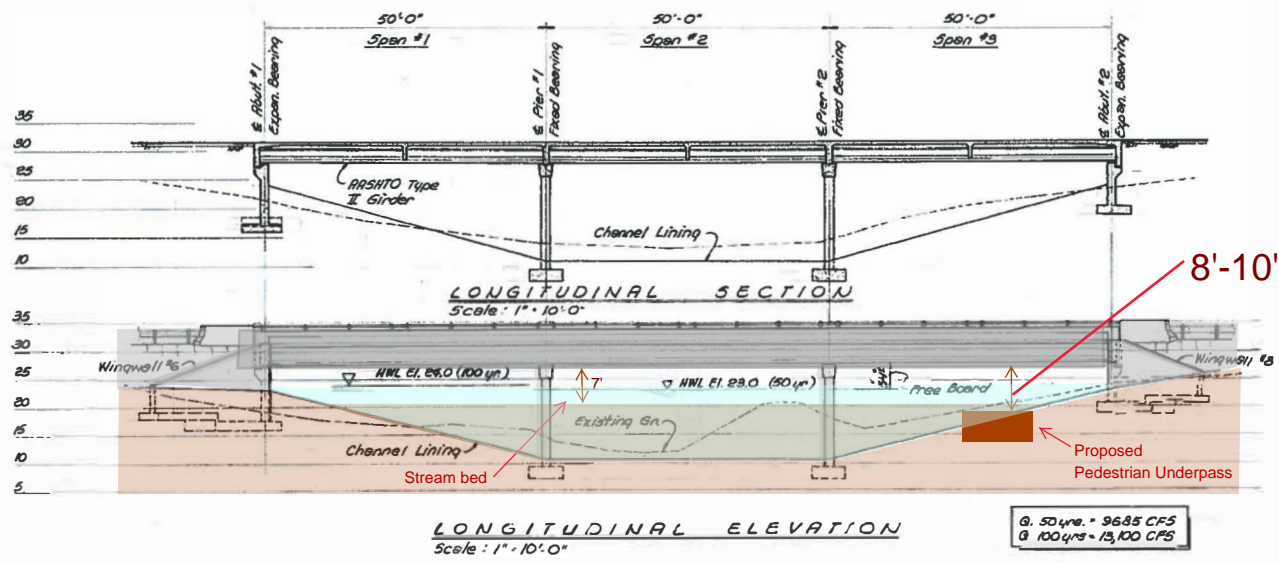 50'-0" 50'-0" 50'-0"
Span #1 Span #2 Span #3
℄ Abut. #1
Expan. Bearing
℄ Pier #1
Fixed Bearing
℄ Pier #2
Fixed Bearing
℄ Abut. #2
Expan. Bearing
35
30
25
20
15
10
AASHTO Type
II Girder
Channel Lining
8'-10'
LONGITUDINAL SECTION
Scale: 1" = 10'-0"
35
30
25
20
15
10
5
Wingwall #6
HWL El. 24.0 (100 yr.)
7'
HWL El. 23.0 (50 yr.)
Free Board
Wingwall #8
Existing Gr.
Channel Lining
Stream bed
Proposed
Pedestrian Underpass
LONGITUDINAL ELEVATION
Scale: 1" = 10'-0"
Q. 50 yrs. = 9685 CFS
Q 100 yrs = 13,100 CFS